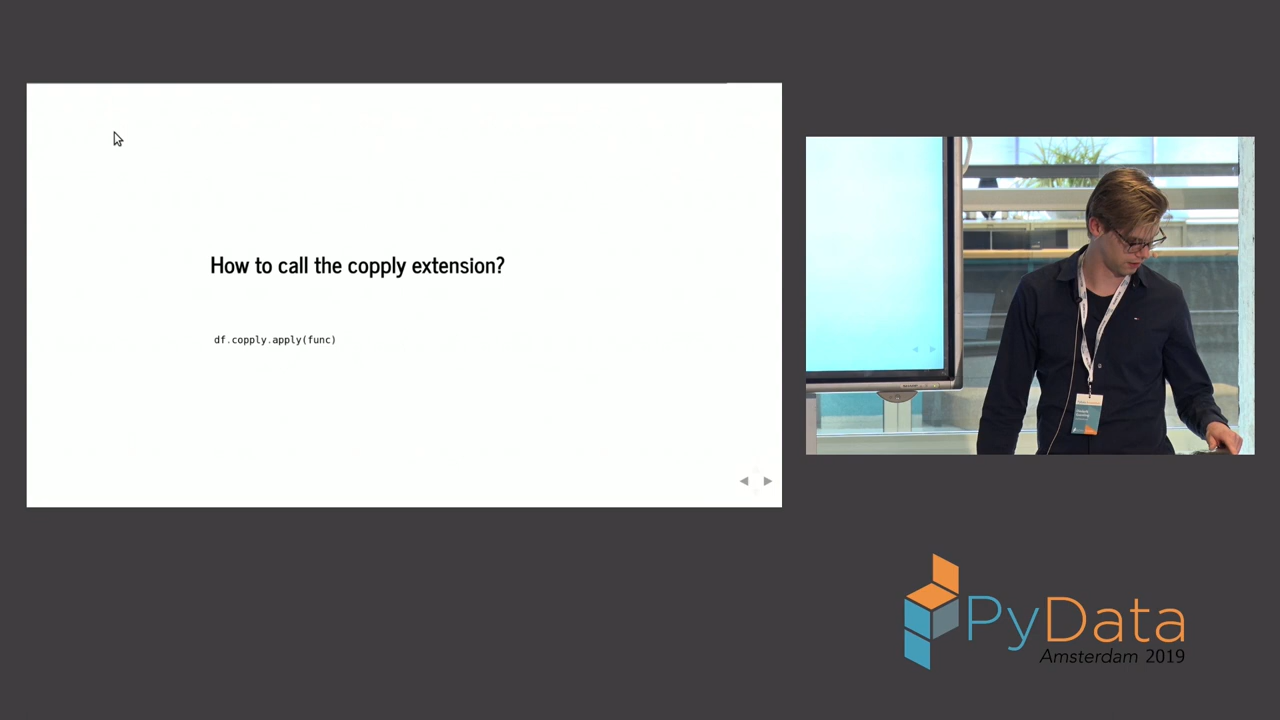 How to call the copply extension?
df.copply.apply(func)
PyData
Amsterdam 2019